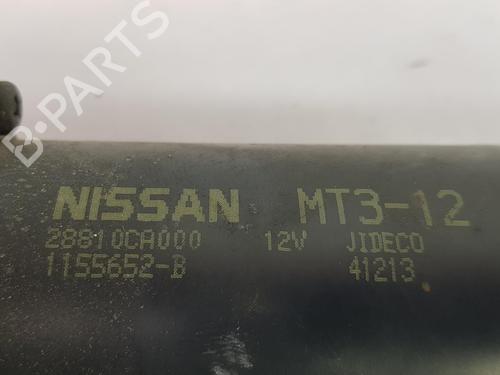 NISSAN MT3-12
28810CA000 12V JIDECO
1155652-B 41213
B-PARTS